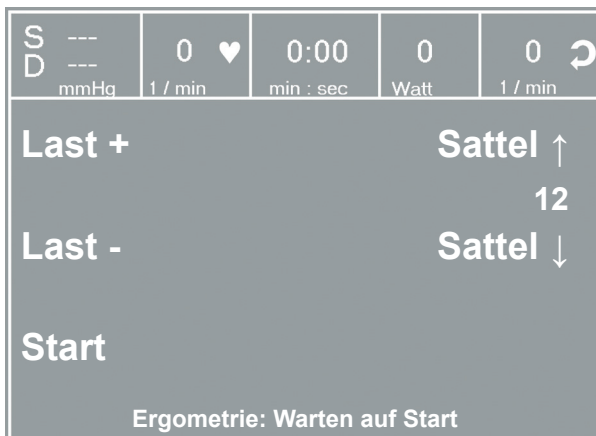 S ---
D ---
mmHg
0 ♥
1 / min
0:00
min : sec
0
Watt
0
1 / min
Last +
Sattel ↑
12
Last -
Sattel ↓
Start
Ergometrie: Warten auf Start